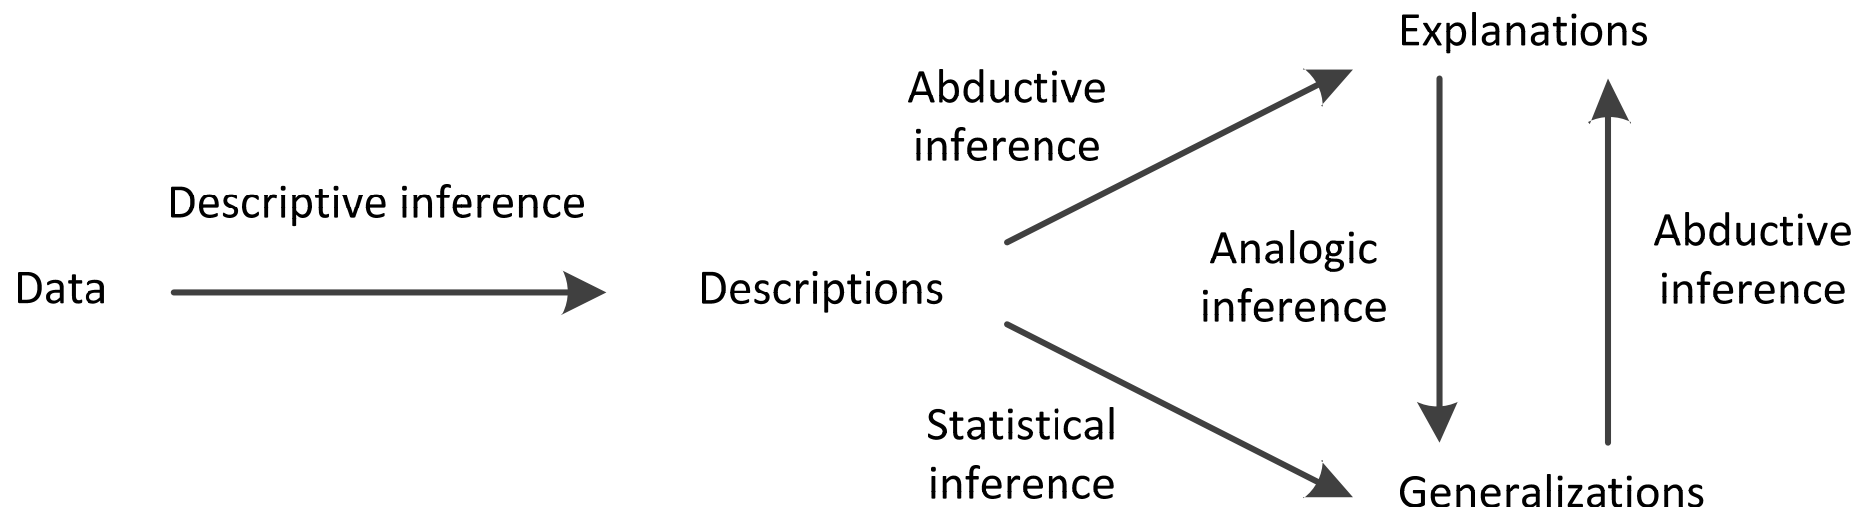 Explanations
Abductive
inference
Descriptive inference
Data
Descriptions
Analogic
inference
Abductive
inference
Statistical
inference
Generalizations